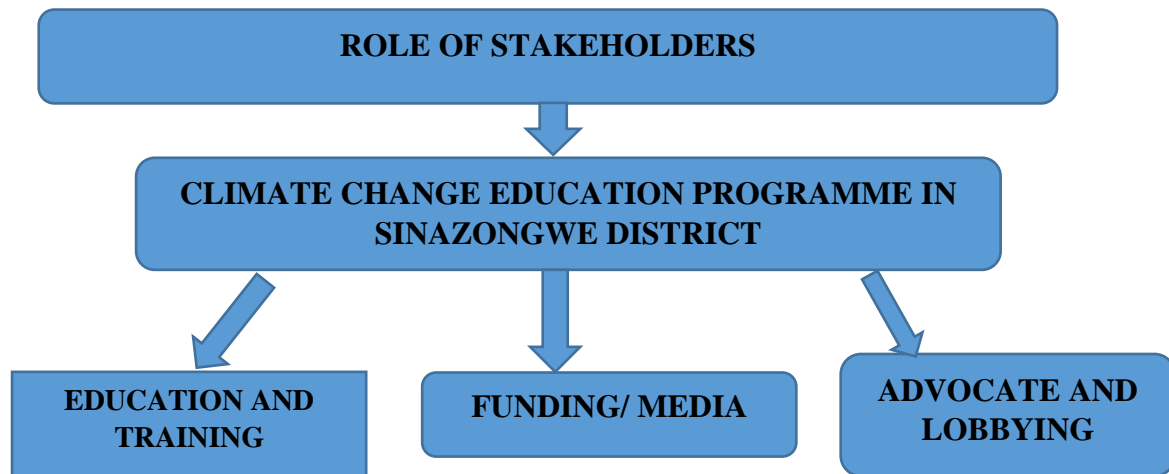 ROLE OF STAKEHOLDERS
CLIMATE CHANGE EDUCATION PROGRAMME IN
SINAZONGWE DISTRICT
EDUCATION AND
TRAINING
FUNDING/ MEDIA
ADVOCATE AND
LOBBYING